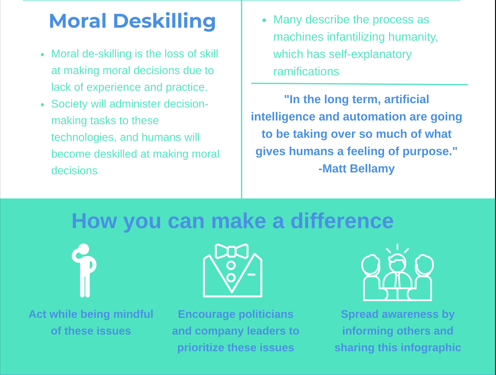 Moral Deskilling
• Moral de-skilling is the loss of skill
at making moral decisions due to
lack of experience and practice.
• Society will administer decision-
making tasks to these
technologies, and humans will
become deskilled at making moral
decisions
• Many describe the process as
machines infantilizing humanity,
which has self-explanatory
ramifications
"In the long term, artificial
intelligence and automation are going
to be taking over so much of what
gives humans a feeling of purpose."
-Matt Bellamy
How you can make a difference
Act while being mindful
of these issues
Encourage politicians
and company leaders to
prioritize these issues
Spread awareness by
informing others and
sharing this infographic